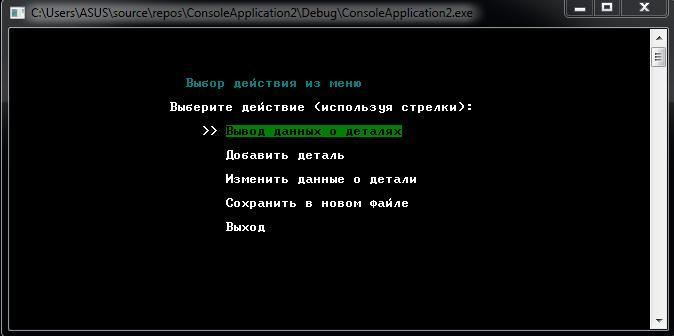 C:\Users\ASUS\source\repos\ConsoleApplication2\Debug\ConsoleApplication2.exe
Выбор действия из меню
Выберите действие (используя стрелки):
>> Вывод данных о деталях
Добавить деталь
Изменить данные о детали
Сохранить в новом файле
Выход